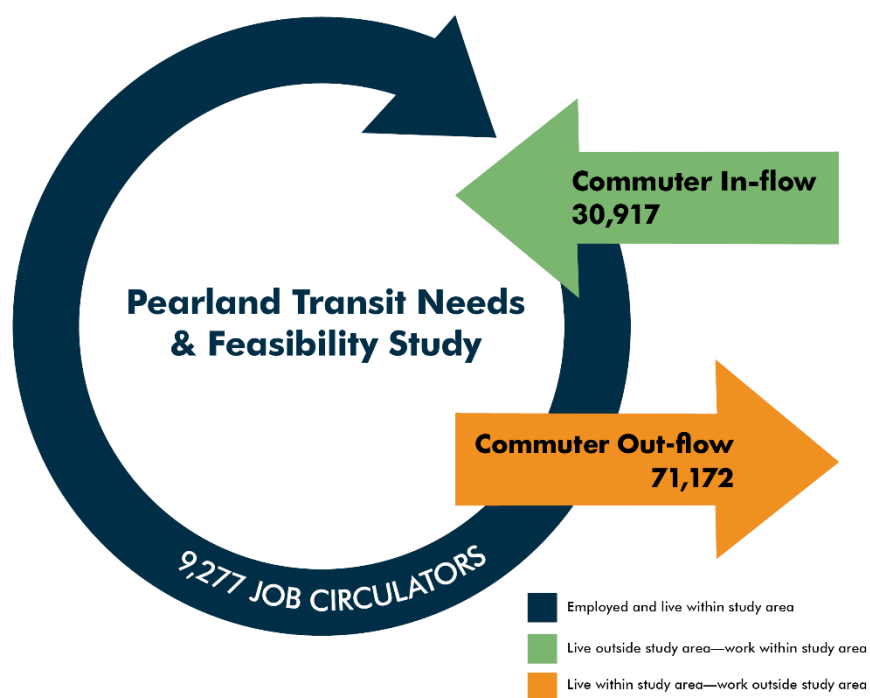 Commuter In-flow
30,917
Pearland Transit Needs
& Feasibility Study
Commuter Out-flow
71,172
9,277 JOB CIRCULATORS
Employed and live within study area
Live outside study area—work within study area
Live within study area—work outside study area